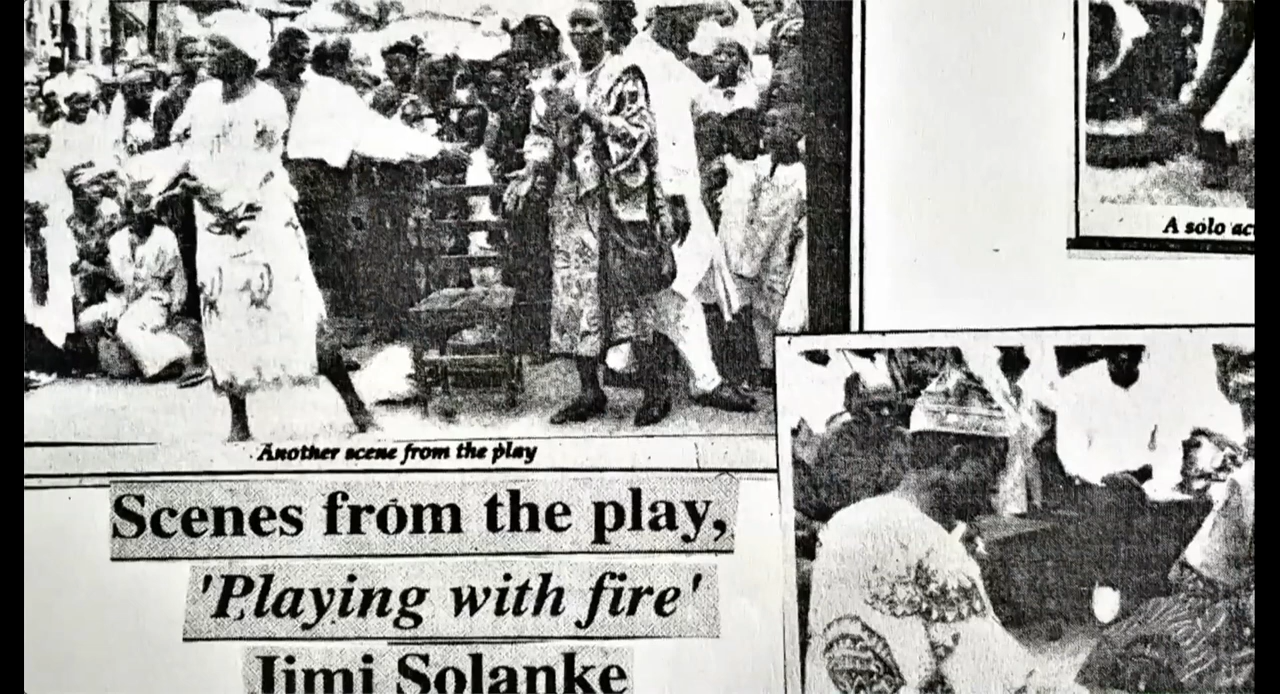 A solo ac
Another scene from the play
Scenes from the play,
'Playing with fire'
Jimi Solanke